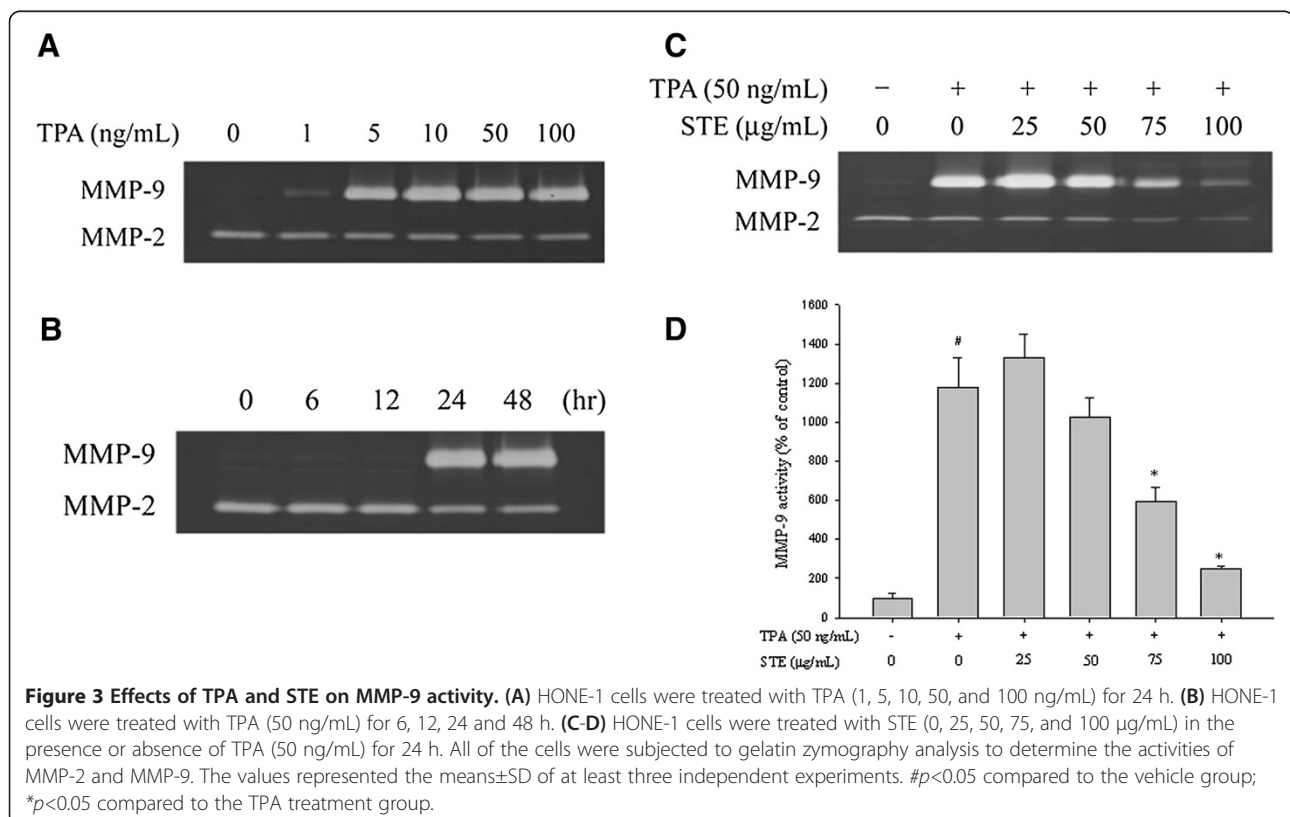 A
TPA (ng/mL) 0 1 5 10 50 100
MMP-9
MMP-2
B
0 6 12 24 48 (hr)
MMP-9
MMP-2
C
TPA (50 ng/mL) − + + + + +
STE (μg/mL) 0 0 25 50 75 100
MMP-9
MMP-2
D
MMP-9 activity (% of control)
1600
1400
1200
1000
800
600
400
200
0
#
*
*
TPA (50 ng/mL) - + + + + +
STE (μg/mL) 0 0 25 50 75 100
Figure 3 Effects of TPA and STE on MMP-9 activity. (A) HONE-1 cells were treated with TPA (1, 5, 10, 50, and 100 ng/mL) for 24 h. (B) HONE-1
cells were treated with TPA (50 ng/mL) for 6, 12, 24 and 48 h. (C-D) HONE-1 cells were treated with STE (0, 25, 50, 75, and 100 μg/mL) in the
presence or absence of TPA (50 ng/mL) for 24 h. All of the cells were subjected to gelatin zymography analysis to determine the activities of
MMP-2 and MMP-9. The values represented the means±SD of at least three independent experiments. #p<0.05 compared to the vehicle group;
*p<0.05 compared to the TPA treatment group.